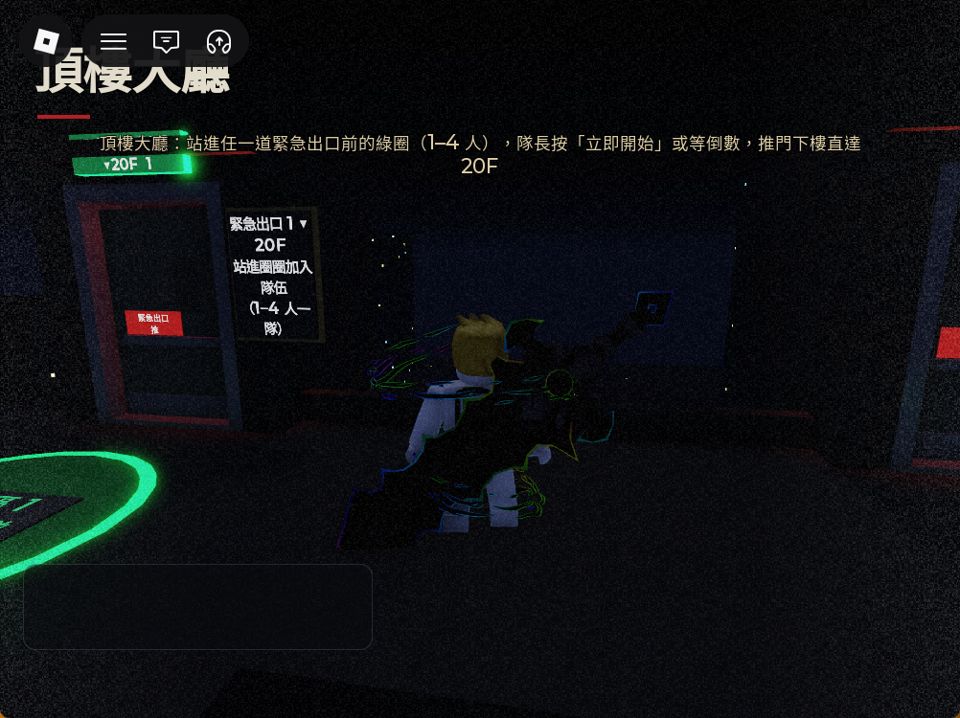 頂樓大廳
頂樓大廳：站進任一道緊急出口前的綠圈（1–4 人），隊長按「立即開始」或等倒數，推門下樓直達
20F
▾20F 1
緊急出口 1 ▾
20F
站進圈圈加入
隊伍
（1–4 人一
隊）
緊急出口
推